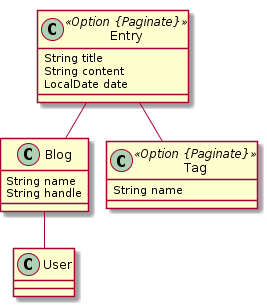 C «Option {Paginate}»
Entry
String title
String content
LocalDate date
C Blog
String name
String handle
C «Option {Paginate}»
Tag
String name
C User